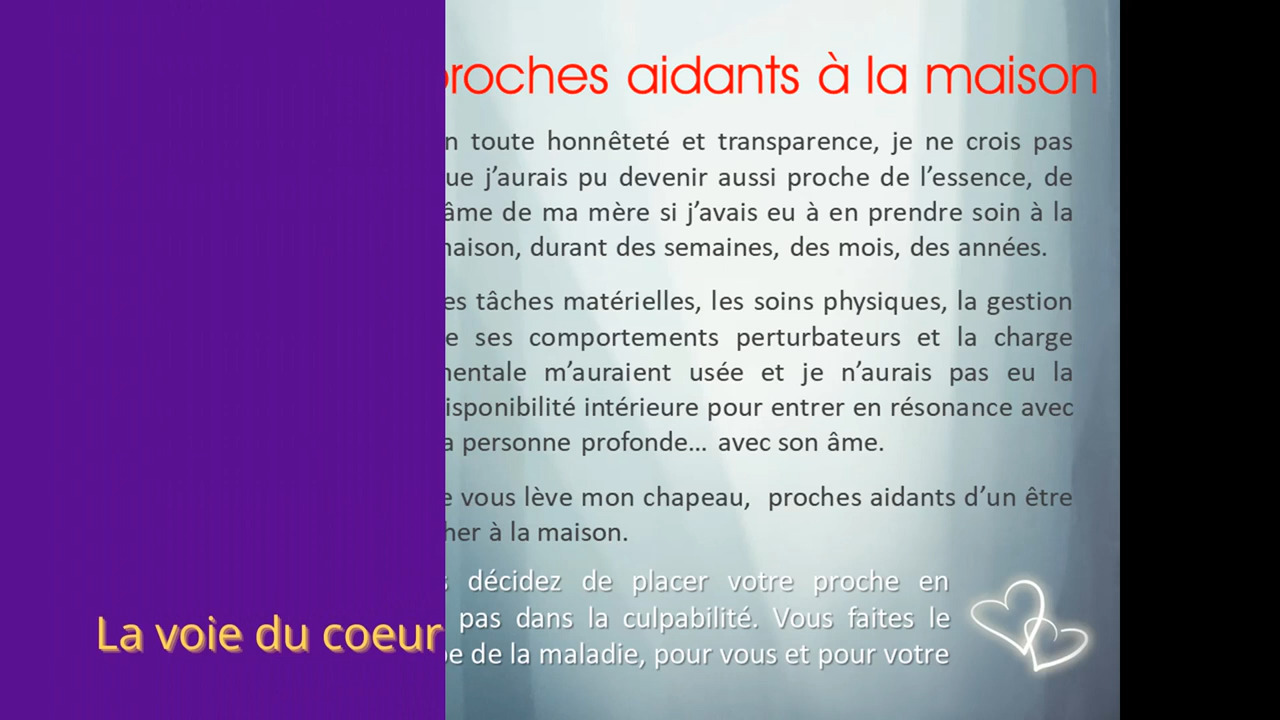 proches aidants à la maison
n toute honnêteté et transparence, je ne crois pas
ue j’aurais pu devenir aussi proche de l’essence, de
âme de ma mère si j’avais eu à en prendre soin à la
naison, durant des semaines, des mois, des années.
es tâches matérielles, les soins physiques, la gestion
e ses comportements perturbateurs et la charge
nentale m’auraient usée et je n’aurais pas eu la
isponibilité intérieure pour entrer en résonance avec
a personne profonde… avec son âme.
e vous lève mon chapeau, proches aidants d’un être
her à la maison.
décidez de placer votre proche en
pas dans la culpabilité. Vous faites le
La voie du coeur
de la maladie, pour vous et pour votre